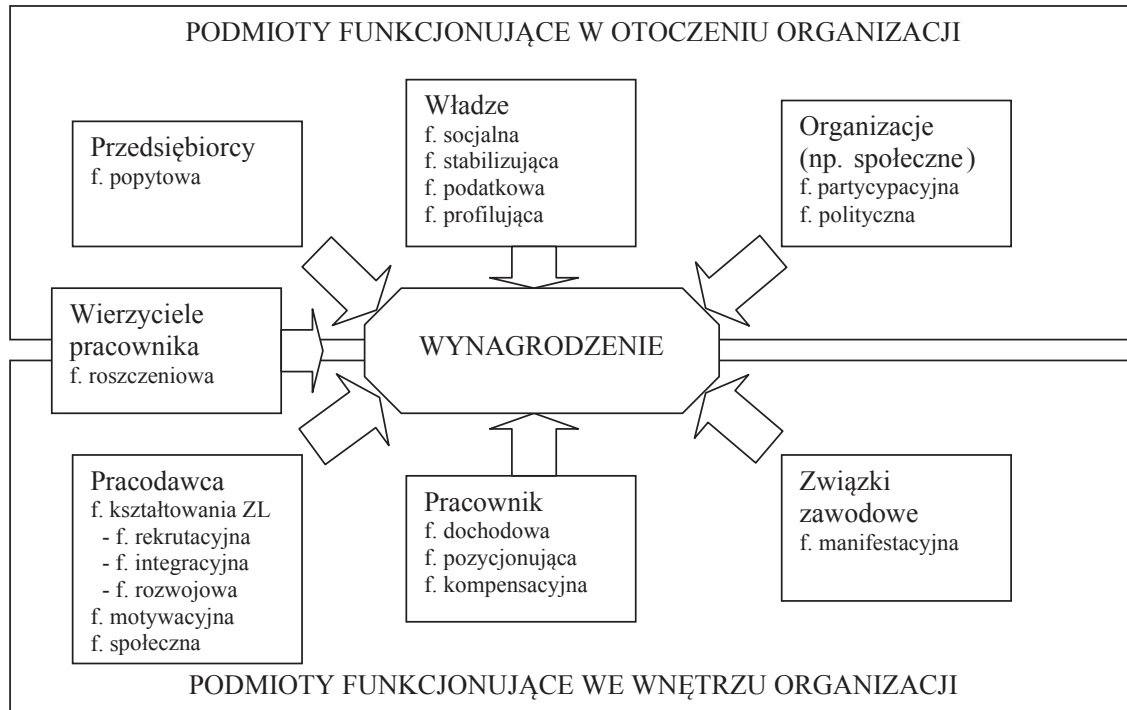 PODMIOTY FUNKCJONUJĄCE W OTOCZENIU ORGANIZACJI
Przedsiębiorcy
f. popytowa
Władze
f. socjalna
f. stabilizująca
f. podatkowa
f. profilująca
Organizacje
(np. społeczne)
f. partycypacyjna
f. polityczna
Wierzyciele
pracownika
f. roszczeniowa
WYNAGRODZENIE
Pracodawca
f. kształtowania ZL
- f. rekrutacyjna
- f. integracyjna
- f. rozwojowa
f. motywacyjna
f. społeczna
Pracownik
f. dochodowa
f. pozycjonująca
f. kompensacyjna
Związki
zawodowe
f. manifestacyjna
PODMIOTY FUNKCJONUJĄCE WE WNĘTRZU ORGANIZACJI